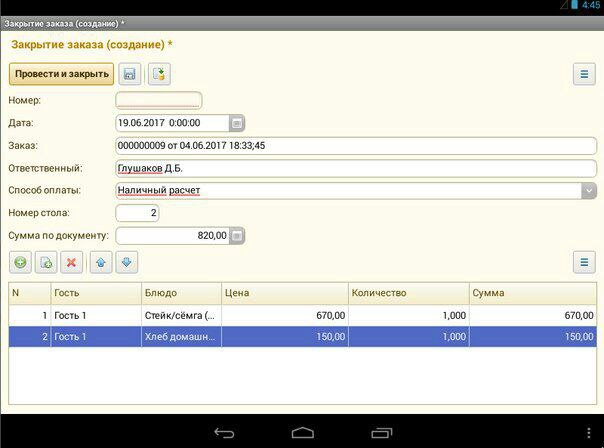 4:45
Закрытие заказа (создание) *
Закрытие заказа (создание) *
Провести и закрыть
Номер:
Дата: 19.06.2017 0:00:00
Заказ: 000000009 от 04.06.2017 18:33;45
Ответственный: Глушаков Д.Б.
Способ оплаты: Наличный расчет
Номер стола: 2
Сумма по документу: 820,00
N Гость Блюдо Цена Количество Сумма
1 Гость 1 Стейк/сёмга (... 670,00 1,000 670,00
2 Гость 1 Хлеб домашн... 150,00 1,000 150,00